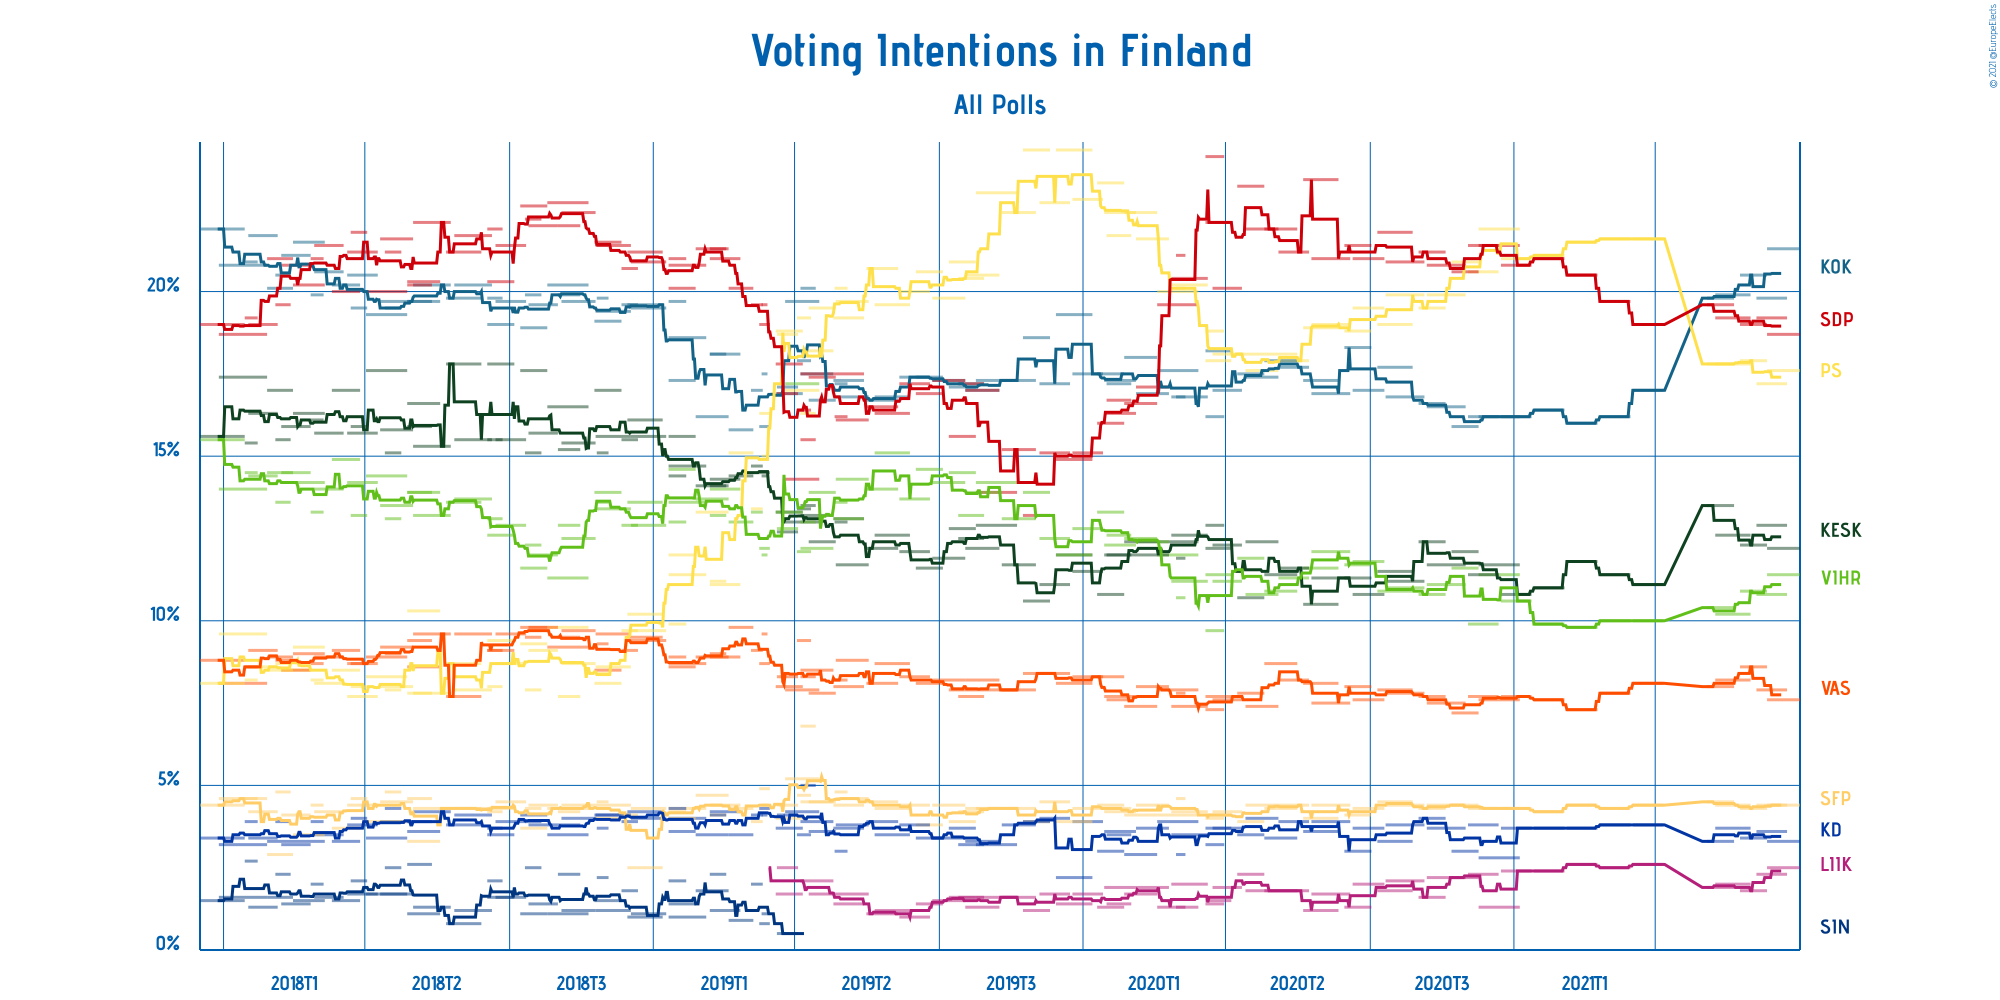 Voting Intentions in Finland
All Polls
© 2021 @EuropeElects
20%
15%
10%
5%
0%
KOK
SDP
PS
KESK
VIHR
VAS
SFP
KD
LIIK
SIN
2018T1 2018T2 2018T3 2019T1 2019T2 2019T3 2020T1 2020T2 2020T3 2021T1